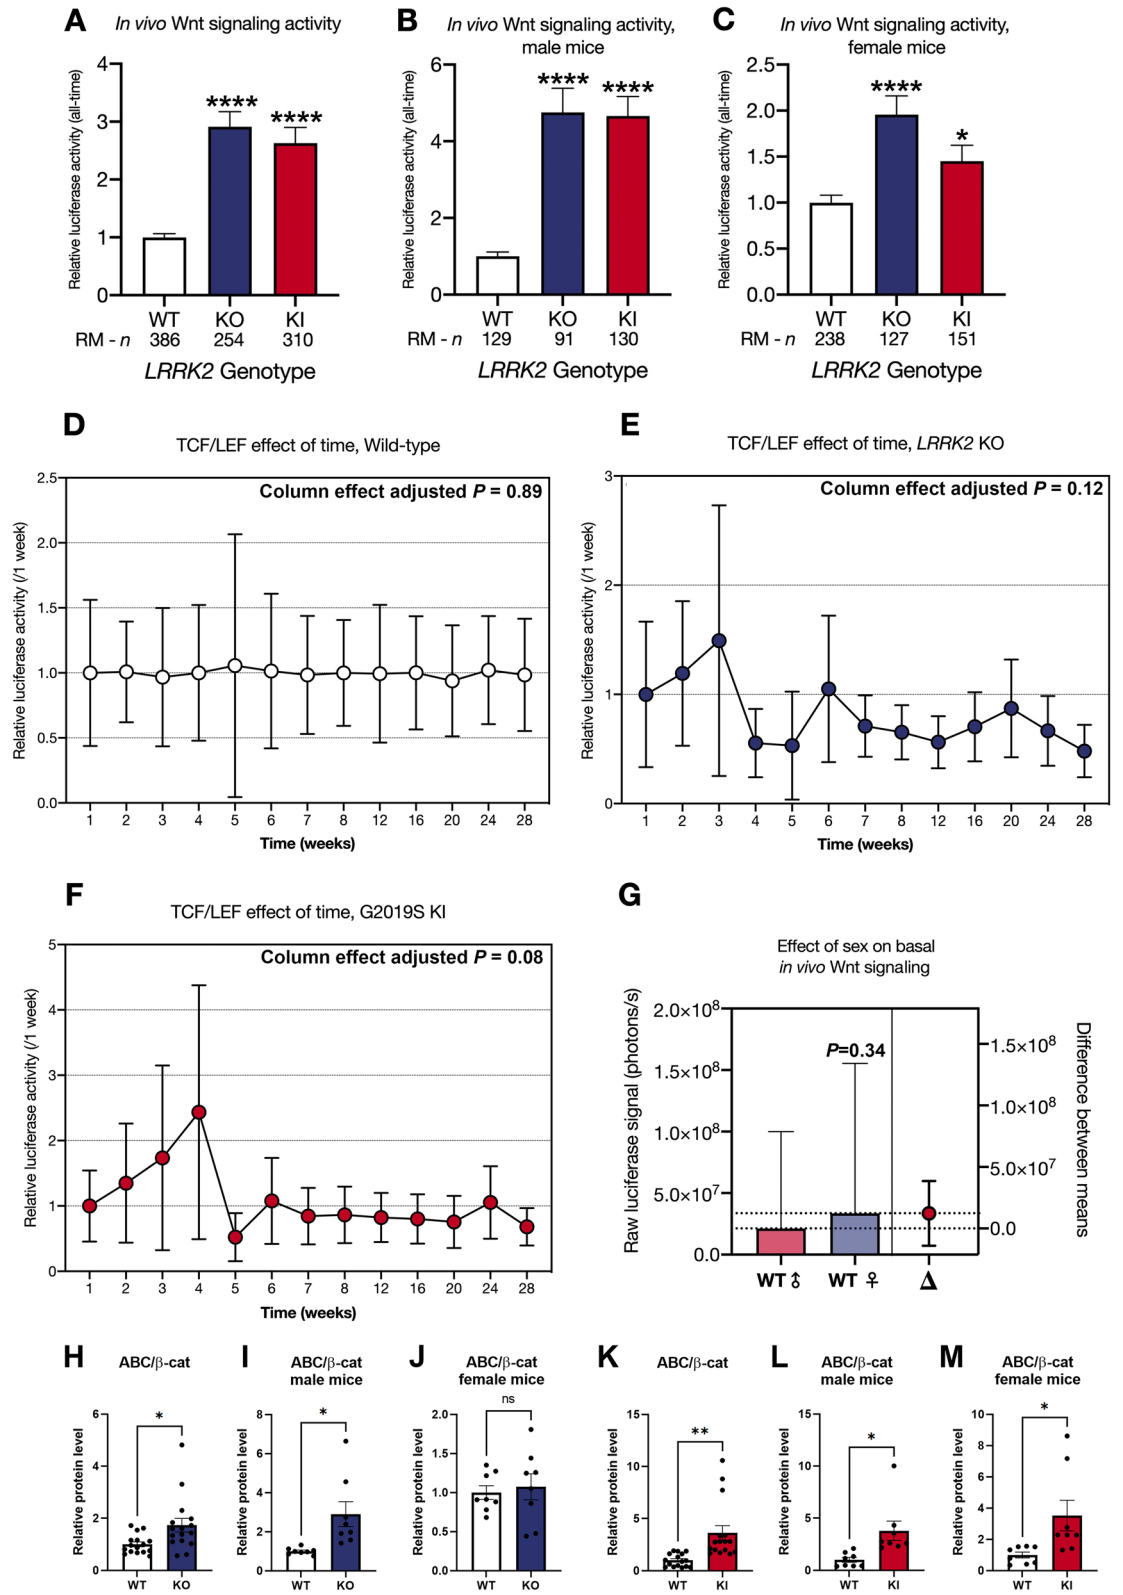 A
In vivo Wnt signaling activity
Relative luciferase activity (all-time)
4
3
2
1
0
****
****
WT KO KI
RM - n 386 254 310
LRRK2 Genotype
B
In vivo Wnt signaling activity,
male mice
Relative luciferase activity (all-time)
6
4
2
0
****
****
WT KO KI
RM - n 129 91 130
LRRK2 Genotype
C
In vivo Wnt signaling activity,
female mice
Relative luciferase activity (all-time)
2.5
2.0
1.5
1.0
0.5
0.0
****
*
WT KO KI
RM - n 238 127 151
LRRK2 Genotype
D
TCF/LEF effect of time, Wild-type
Column effect adjusted P = 0.89
Relative luciferase activity (/1 week)
2.5
2.0
1.5
1.0
0.5
0.0
1 2 3 4 5 6 7 8 12 16 20 24 28
Time (weeks)
E
TCF/LEF effect of time, LRRK2 KO
Column effect adjusted P = 0.12
Relative luciferase activity (/1 week)
3
2
1
0
1 2 3 4 5 6 7 8 12 16 20 24 28
Time (weeks)
F
TCF/LEF effect of time, G2019S KI
Column effect adjusted P = 0.08
Relative luciferase activity (/1 week)
5
4
3
2
1
0
1 2 3 4 5 6 7 8 12 16 20 24 28
Time (weeks)
G
Effect of sex on basal
in vivo Wnt signaling
Raw luciferase signal (photons/s)
2.0×10⁸
1.5×10⁸
1.0×10⁸
5.0×10⁷
0.0
P=0.34
1.5×10⁸
1.0×10⁸
5.0×10⁷
0.0
Difference between means
WT ♂ WT ♀ Δ
H
ABC/β-cat
Relative protein level
6
4
2
0
*
WT KO
I
ABC/β-cat
male mice
Relative protein level
8
6
4
2
0
*
WT KO
J
ABC/β-cat
female mice
Relative protein level
2.0
1.5
1.0
0.5
0.0
ns
WT KO
K
ABC/β-cat
Relative protein level
15
10
5
0
**
WT KI
L
ABC/β-cat
male mice
Relative protein level
15
10
5
0
*
WT KI
M
ABC/β-cat
female mice
Relative protein level
10
8
6
4
2
0
*
WT KI